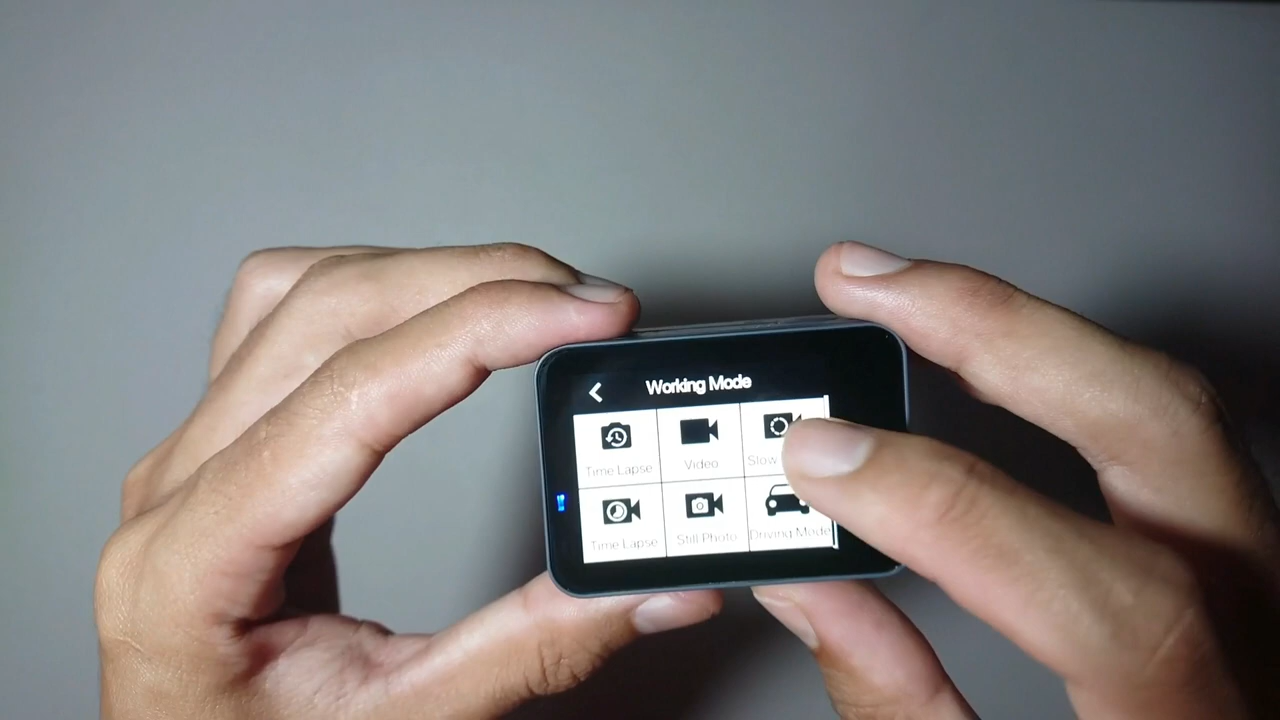 Working Mode
Time Lapse
Video
Slow
Time Lapse
Still Photo
Driving Mode